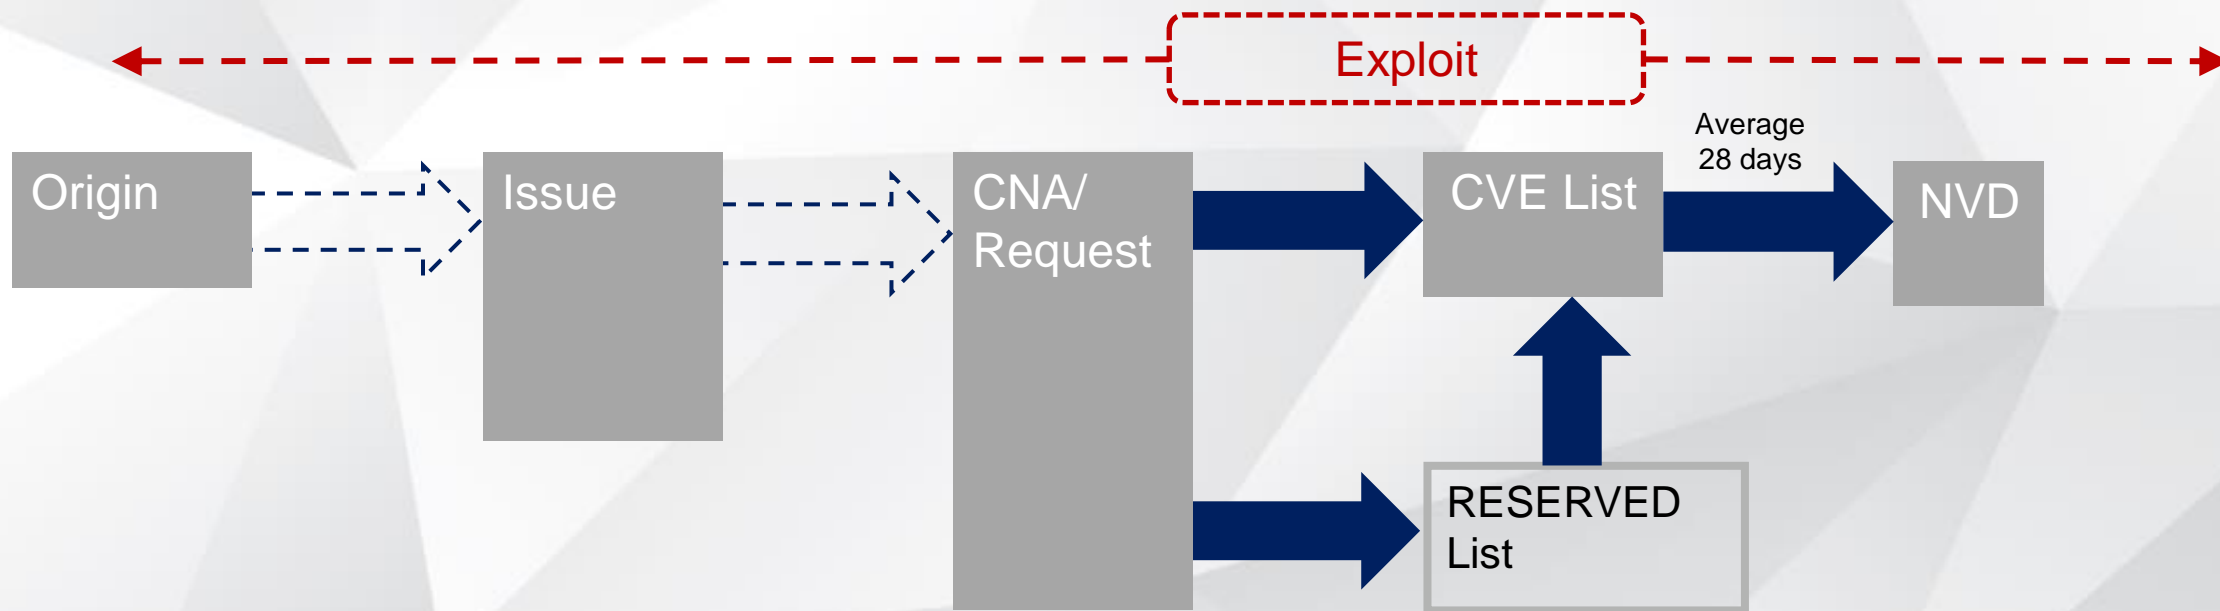 Exploit
Average
28 days
Origin
Issue
CNA/
Request
CVE List
NVD
RESERVED
List